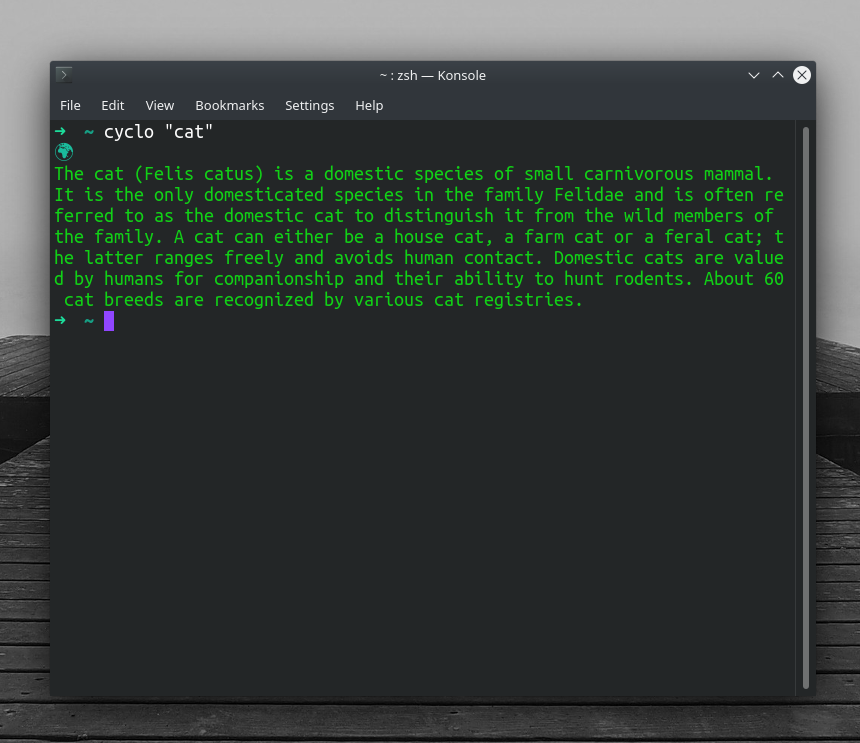 ~ : zsh — Konsole
File Edit View Bookmarks Settings Help
➜ ~ cyclo "cat"
The cat (Felis catus) is a domestic species of small carnivorous mammal.
It is the only domesticated species in the family Felidae and is often re
ferred to as the domestic cat to distinguish it from the wild members of
the family. A cat can either be a house cat, a farm cat or a feral cat; t
he latter ranges freely and avoids human contact. Domestic cats are value
d by humans for companionship and their ability to hunt rodents. About 60
cat breeds are recognized by various cat registries.
➜ ~